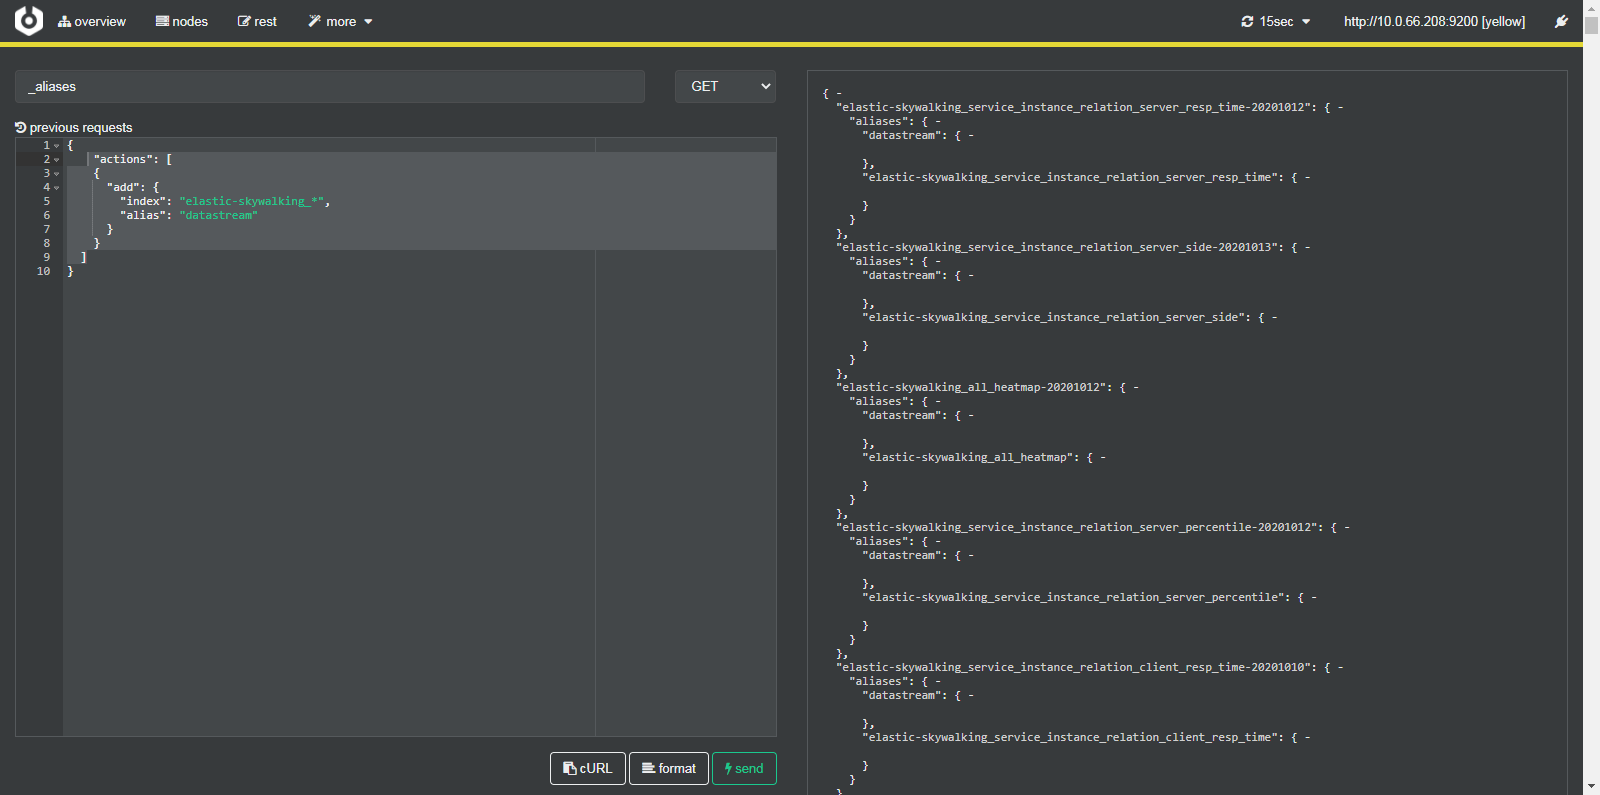 overview nodes rest more 15sec http://10.0.66.208:9200 [yellow]
_aliases GET
previous requests
1 {
2 "actions": [
3 {
4 "add": {
5 "index": "elastic-skywalking_*",
6 "alias": "datastream"
7 }
8 }
9 ]
10 }
cURL format send
{ -
"elastic-skywalking_service_instance_relation_server_resp_time-20201012": { -
"aliases": { -
"datastream": { -
},
"elastic-skywalking_service_instance_relation_server_resp_time": { -
}
}
},
"elastic-skywalking_service_instance_relation_server_side-20201013": { -
"aliases": { -
"datastream": { -
},
"elastic-skywalking_service_instance_relation_server_side": { -
}
}
},
"elastic-skywalking_all_heatmap-20201012": { -
"aliases": { -
"datastream": { -
},
"elastic-skywalking_all_heatmap": { -
}
}
},
"elastic-skywalking_service_instance_relation_server_percentile-20201012": { -
"aliases": { -
"datastream": { -
},
"elastic-skywalking_service_instance_relation_server_percentile": { -
}
}
},
"elastic-skywalking_service_instance_relation_client_resp_time-20201010": { -
"aliases": { -
"datastream": { -
},
"elastic-skywalking_service_instance_relation_client_resp_time": { -
}
}
},